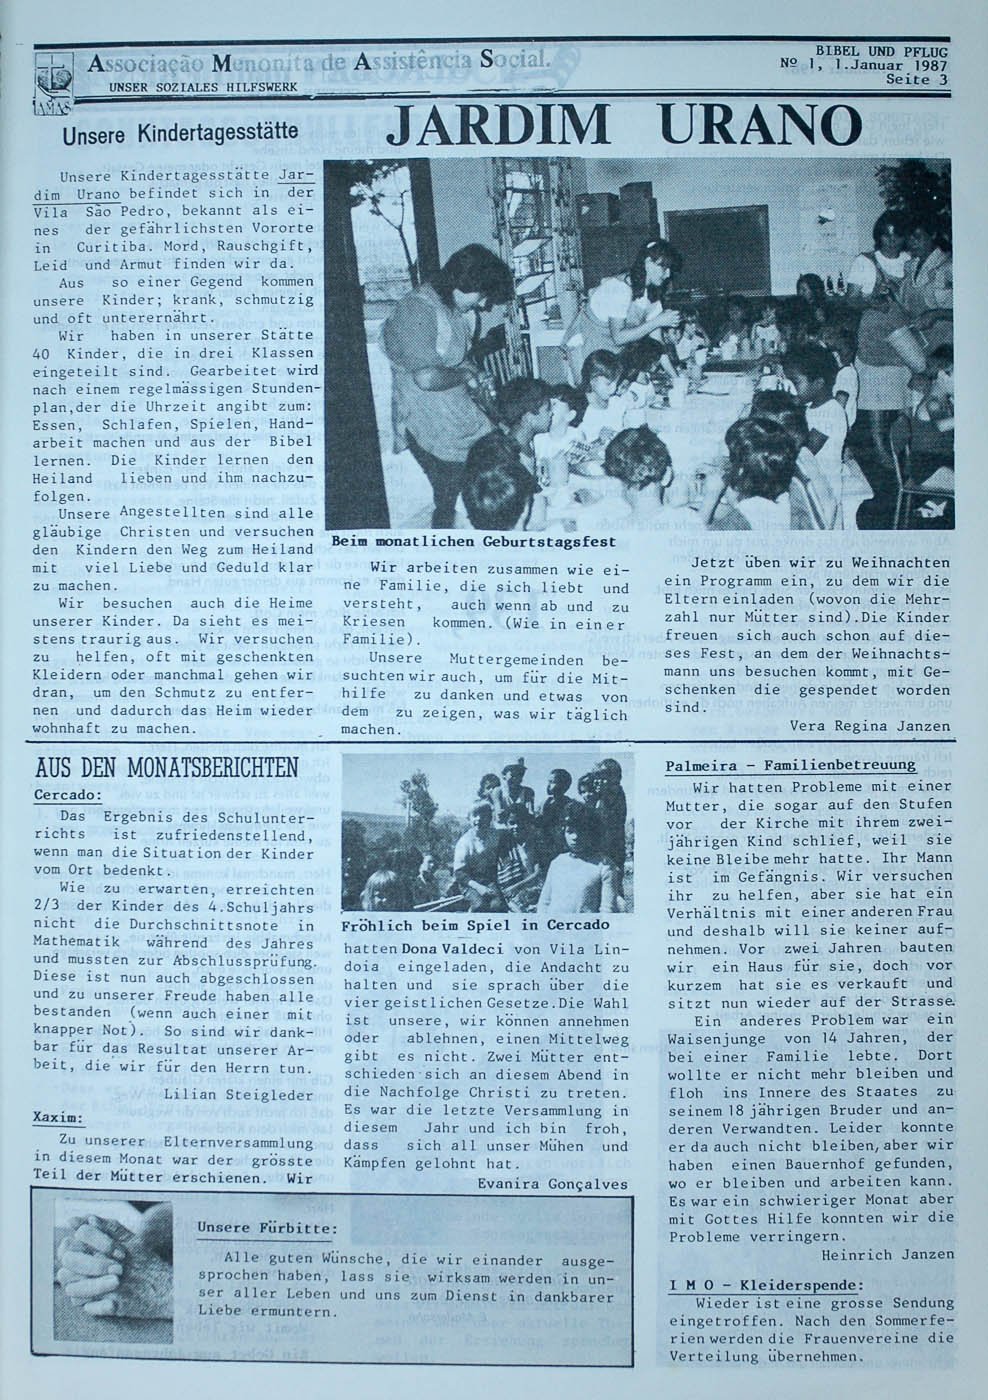 Associação Menonita de Assistência Social.
UNSER SOZIALES HILFSWERK
BIBEL UND PFLUG
Nº 1, 1.Januar 1987
Seite 3
AMAS
Unsere Kindertagesstätte
JARDIM URANO
Unsere Kindertagesstätte Jar-
dim Urano befindet sich in der
Vila São Pedro, bekannt als ei-
nes der gefährlichsten Vororte
in Curitiba. Mord, Rauschgift,
Leid und Armut finden wir da.
Aus so einer Gegend kommen
unsere Kinder; krank, schmutzig
und oft unterernährt.
Wir haben in unserer Stätte
40 Kinder, die in drei Klassen
eingeteilt sind. Gearbeitet wird
nach einem regelmässigen Stunden-
plan,der die Uhrzeit angibt zum:
Essen, Schlafen, Spielen, Hand-
arbeit machen und aus der Bibel
lernen. Die Kinder lernen den
Heiland lieben und ihm nachzu-
folgen.
Unsere Angestellten sind alle
gläubige Christen und versuchen
den Kindern den Weg zum Heiland
mit viel Liebe und Geduld klar
zu machen.
Wir besuchen auch die Heime
unserer Kinder. Da sieht es mei-
stens traurig aus. Wir versuchen
zu helfen, oft mit geschenkten
Kleidern oder manchmal gehen wir
dran, um den Schmutz zu entfer-
nen und dadurch das Heim wieder
wohnhaft zu machen.
Beim monatlichen Geburtstagsfest
Wir arbeiten zusammen wie ei-
ne Familie, die sich liebt und
versteht, auch wenn ab und zu
Kriesen kommen. (Wie in einer
Familie).
Unsere Muttergemeinden be-
suchten wir auch, um für die Mit-
hilfe zu danken und etwas von
dem zu zeigen, was wir täglich
machen.
Jetzt üben wir zu Weihnachten
ein Programm ein, zu dem wir die
Eltern einladen (wovon die Mehr-
zahl nur Mütter sind).Die Kinder
freuen sich auch schon auf die-
ses Fest, an dem der Weihnachts-
mann uns besuchen kommt, mit Ge-
schenken die gespendet worden
sind.
Vera Regina Janzen
AUS DEN MONATSBERICHTEN
Cercado:
Das Ergebnis des Schulunter-
richts ist zufriedenstellend,
wenn man die Situation der Kinder
vom Ort bedenkt.
Wie zu erwarten, erreichten
2/3 der Kinder des 4.Schuljahrs
nicht die Durchschnittsnote in
Mathematik während des Jahres
und mussten zur Abschlussprüfung.
Diese ist nun auch abgeschlossen
und zu unserer Freude haben alle
bestanden (wenn auch einer mit
knapper Not). So sind wir dank-
bar für das Resultat unserer Ar-
beit, die wir für den Herrn tun.
Lilian Steigleder
Xaxim:
Zu unserer Elternversammlung
in diesem Monat war der grösste
Teil der Mütter erschienen. Wir
Fröhlich beim Spiel in Cercado
hatten Dona Valdeci von Vila Lin-
doia eingeladen, die Andacht zu
halten und sie sprach über die
vier geistlichen Gesetze.Die Wahl
ist unsere, wir können annehmen
oder ablehnen, einen Mittelweg
gibt es nicht. Zwei Mütter ent-
schieden sich an diesem Abend in
die Nachfolge Christi zu treten.
Es war die letzte Versammlung in
diesem Jahr und ich bin froh,
dass sich all unser Mühen und
Kämpfen gelohnt hat.
Evanira Gonçalves
Palmeira - Familienbetreuung
Wir hatten Probleme mit einer
Mutter, die sogar auf den Stufen
vor der Kirche mit ihrem zwei-
jährigen Kind schlief, weil sie
keine Bleibe mehr hatte. Ihr Mann
ist im Gefängnis. Wir versuchen
ihr zu helfen, aber sie hat ein
Verhältnis mit einer anderen Frau
und deshalb will sie keiner auf-
nehmen. Vor zwei Jahren bauten
wir ein Haus für sie, doch vor
kurzem hat sie es verkauft und
sitzt nun wieder auf der Strasse.
Ein anderes Problem war ein
Waisenjunge von 14 Jahren, der
bei einer Familie lebte. Dort
wollte er nicht mehr bleiben und
floh ins Innere des Staates zu
seinem 18 jährigen Bruder und an-
deren Verwandten. Leider konnte
er da auch nicht bleiben, aber wir
haben einen Bauernhof gefunden,
wo er bleiben und arbeiten kann.
Es war ein schwieriger Monat aber
mit Gottes Hilfe konnten wir die
Probleme verringern.
Heinrich Janzen
I M O - Kleiderspende:
Wieder ist eine grosse Sendung
eingetroffen. Nach den Sommerfe-
rien werden die Frauenvereine die
Verteilung übernehmen.
Unsere Fürbitte:
Alle guten Wünsche, die wir einander ausge-
sprochen haben, lass sie wirksam werden in un-
ser aller Leben und uns zum Dienst in dankbarer
Liebe ermuntern.